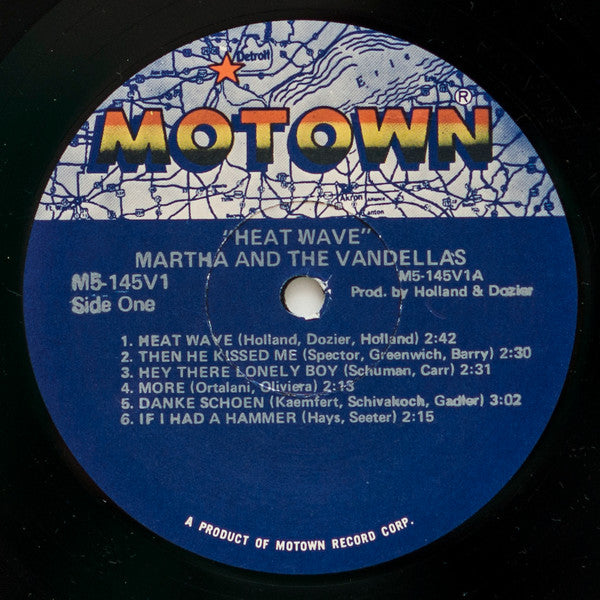 Detroit
Erie
MOTOWN®
Akron
Canton
"HEAT WAVE"
MARTHA AND THE VANDELLAS
M5-145V1
M5-145V1A
Side One
Prod. by Holland & Dozier
1. HEAT WAVE (Holland, Dozier, Holland) 2:42
2. THEN HE KISSED ME (Spector, Greenwich, Barry) 2:30
3. HEY THERE LONELY BOY (Schuman, Carr) 2:31
4. MORE (Ortalani, Oliviera) 2:13
5. DANKE SCHOEN (Kaemfert, Schivakoch, Gadler) 3:02
6. IF I HAD A HAMMER (Hays, Seeter) 2:15
A PRODUCT OF MOTOWN RECORD CORP.